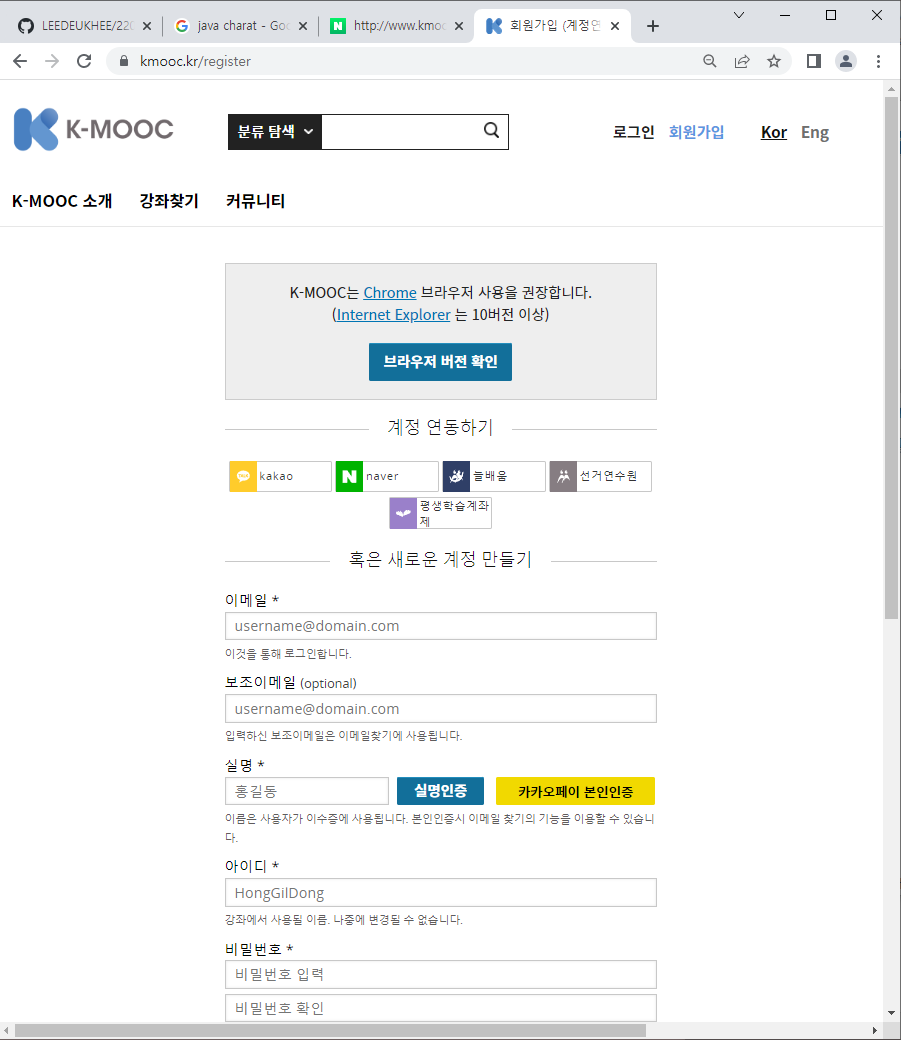 LEEDEUKHEE/220
java charat - Goo
http://www.kmoo
회원가입 (계정연
kmooc.kr/register
K-MOOC
분류 탐색
로그인 회원가입 Kor Eng
K-MOOC 소개 강좌찾기 커뮤니티
K-MOOC는 Chrome 브라우저 사용을 권장합니다.
(Internet Explorer 는 10버전 이상)
브라우저 버전 확인
계정 연동하기
kakao
naver
늘배움
선거연수원
평생학습계좌
제
혹은 새로운 계정 만들기
이메일 *
username@domain.com
이것을 통해 로그인합니다.
보조이메일 (optional)
username@domain.com
입력하신 보조이메일은 이메일찾기에 사용됩니다.
실명 *
홍길동
실명인증
카카오페이 본인인증
이름은 사용자가 이수증에 사용됩니다. 본인인증시 이메일 찾기의 기능을 이용할 수 있습니
다.
아이디 *
HongGilDong
강좌에서 사용될 이름. 나중에 변경될 수 없습니다.
비밀번호 *
비밀번호 입력
비밀번호 확인